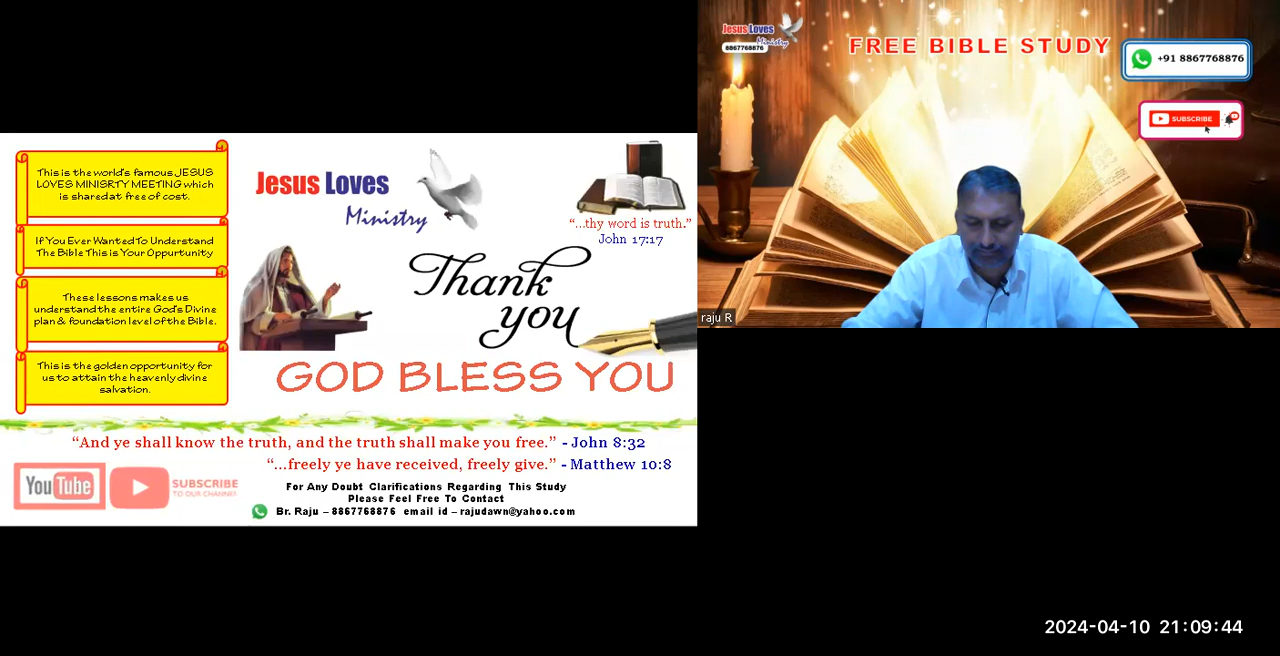 This is the world's famous JESUS
LOVES MINISRTY MEETING which
is shared at free of cost.
If You Ever Wanted To Understand
The Bible This is Your Oppurtunity
These lessons makes us
understand the entire God's Divine
plan & foundation level of the Bible.
This is the golden opportunity for
us to attain the heavenly divine
salvation.
Jesus Loves
Ministry
"...thy word is truth."
John 17:17
Thank
you
GOD BLESS YOU
"And ye shall know the truth, and the truth shall make you free." - John 8:32
"...freely ye have received, freely give." - Matthew 10:8
YouTube
SUBSCRIBE
TO OUR CHANNEL
For Any Doubt Clarifications Regarding This Study
Please Feel Free To Contact
Br. Raju – 8867768876 email id – rajudawn@yahoo.com
Jesus Loves
Ministry
8867768876
FREE BIBLE STUDY
+91 8867768876
SUBSCRIBE
raju R
2024-04-10 21:09:44